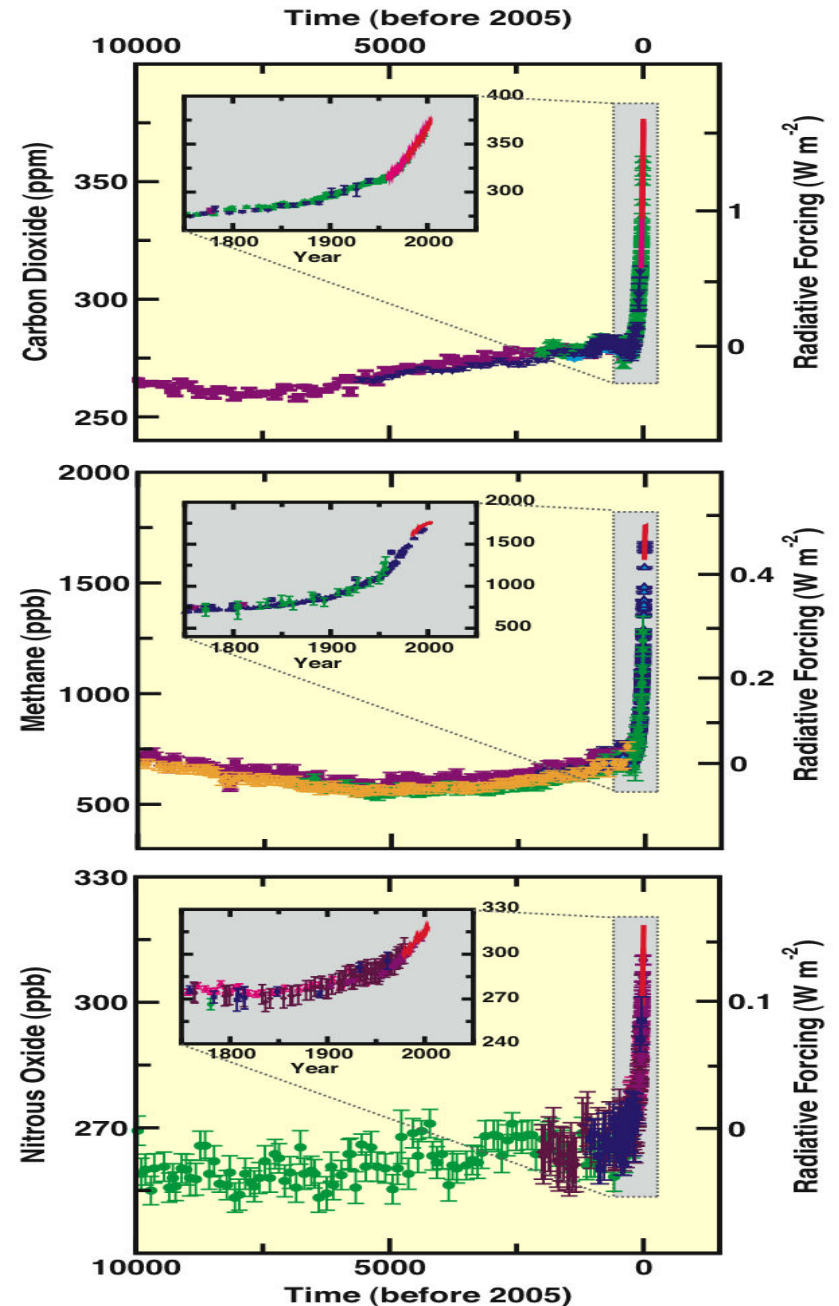 Time (before 2005)
10000 5000 0
Carbon Dioxide (ppm)
350
300
250
400
350
300
1800 1900 2000
Year
1
0
Radiative Forcing (W m-2)
Methane (ppb)
2000
1500
1000
500
2000
1500
1000
500
1800 1900 2000
Year
0.4
0.2
0
Radiative Forcing (W m-2)
Nitrous Oxide (ppb)
330
300
270
330
300
270
240
1800 1900 2000
Year
0.1
0
Radiative Forcing (W m-2)
10000 5000 0
Time (before 2005)